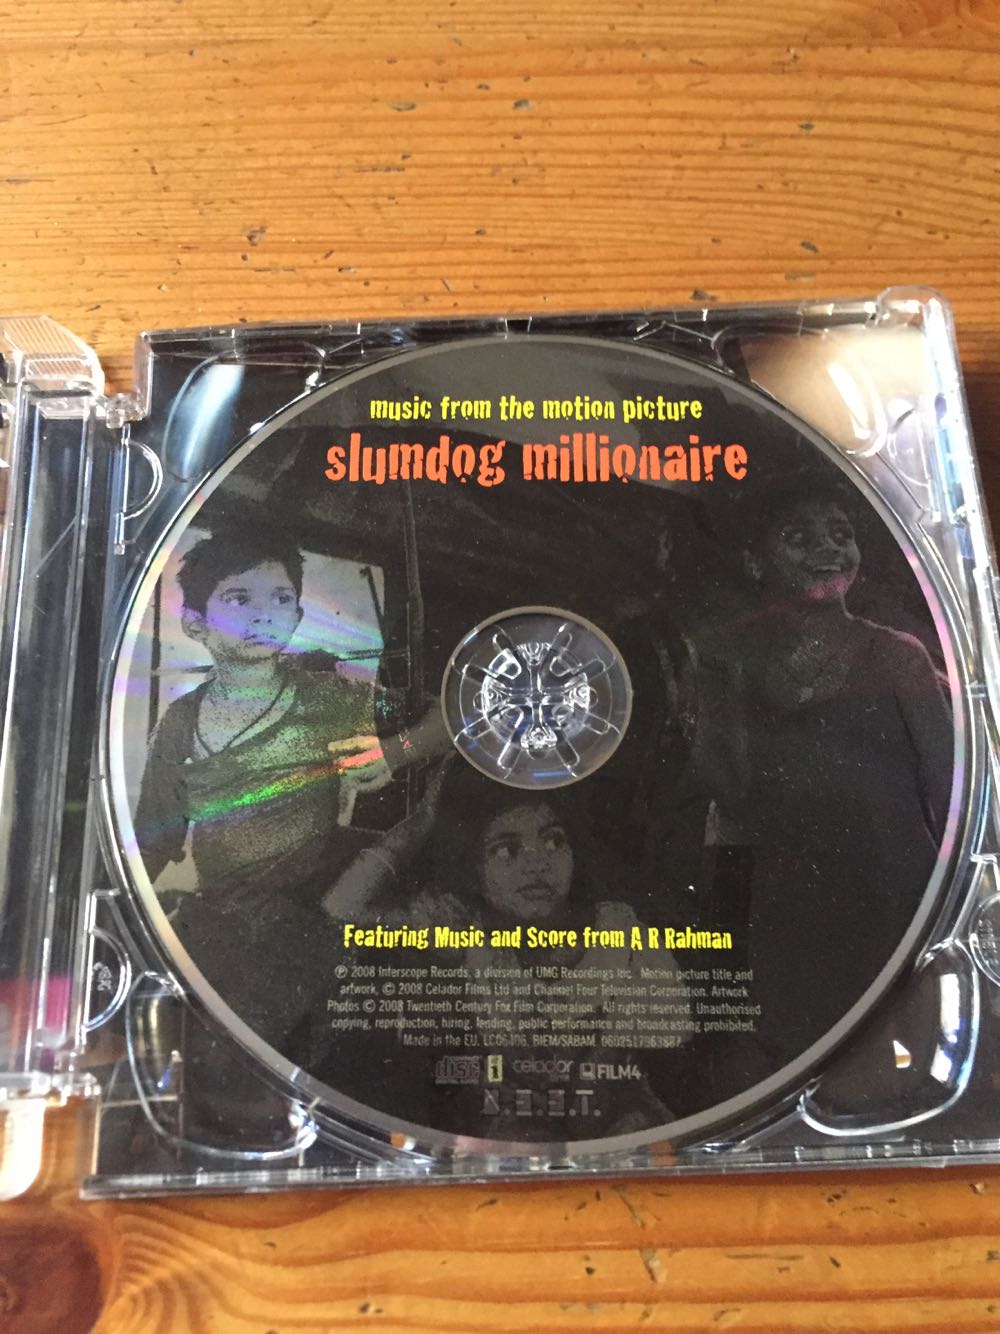 music from the motion picture
slumdog millionaire
Featuring Music and Score from A R Rahman
℗ 2008 Interscope Records, a division of UMG Recordings Inc. Motion picture title and
artwork, © 2008 Celador Films Ltd and Channel Four Television Corporation. Artwork
Photos © 2008 Twentieth Century Fox Film Corporation. All rights reserved. Unauthorised
copying, reproduction, hiring, lending, public performance and broadcasting prohibited.
Made in the EU. LC06406. BIEM/SABAM.
disc i celador FILM4
DIGITAL AUDIO
N.E.E.T.